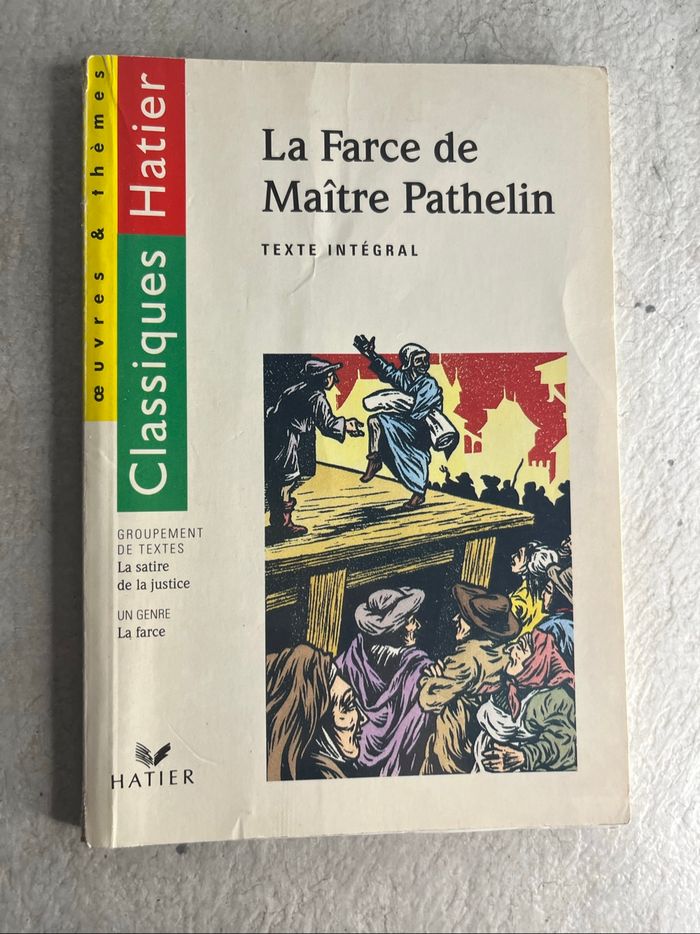 œuvres & thèmes
Classiques Hatier
La Farce de
Maître Pathelin
TEXTE INTÉGRAL
GROUPEMENT
DE TEXTES
La satire
de la justice
UN GENRE
La farce
HATIER